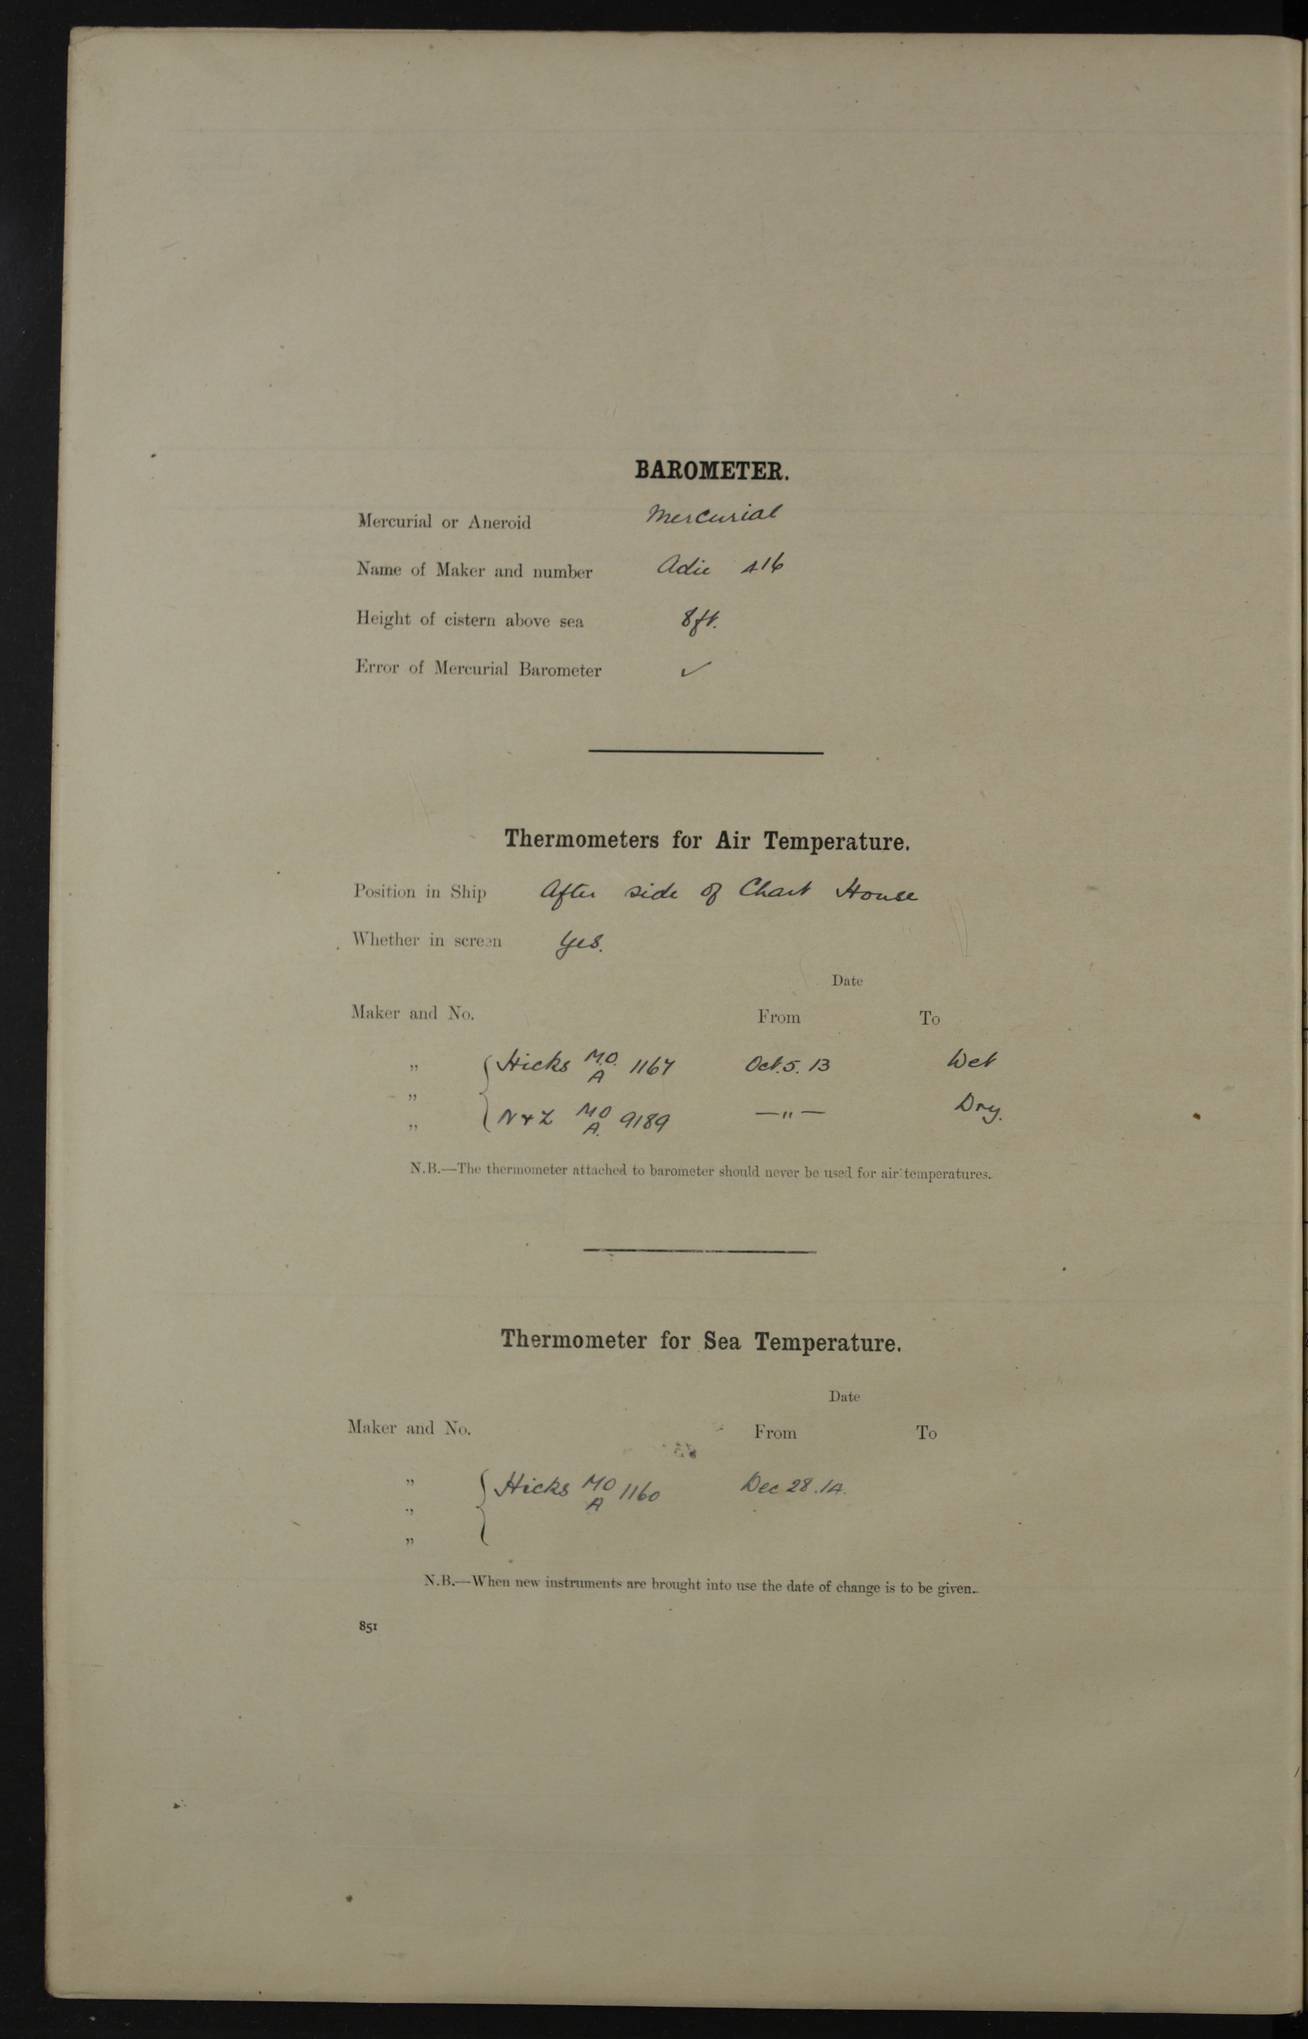 BAROMETER.
Mercurial or Aneroid Mercurial
Name of Maker and number Adie 416
Height of cistern above sea 8ft.
Error of Mercurial Barometer ✓
Thermometers for Air Temperature.
Position in Ship After side of Chart House
Whether in screen Yes.
Date
Maker and No. From To
„ { Hicks M.O. A 1167 Oct. 5. 13 Wet
„
„ N & Z MO A. 9189 —"— Dry.
N.B.—The thermometer attached to barometer should never be used for air temperatures.
Thermometer for Sea Temperature.
Date
Maker and No. From To
„ { Hicks MO A 1160 Dec 28. 14.
„
„
N.B.—When new instruments are brought into use the date of change is to be given.
851